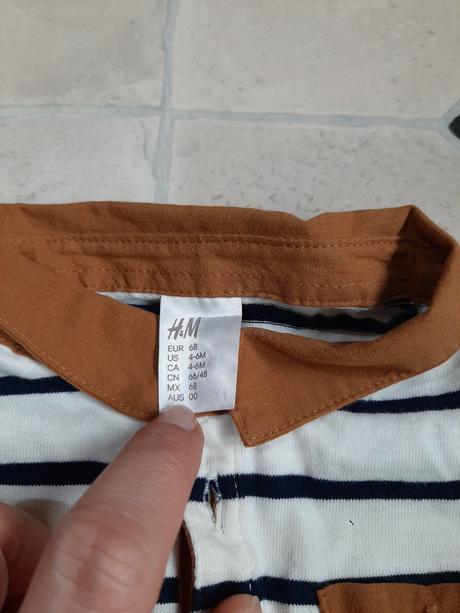 H&M
EUR 68
US 4-6M
CA 4-6M
CN 66/48
MX 68
AUS 00